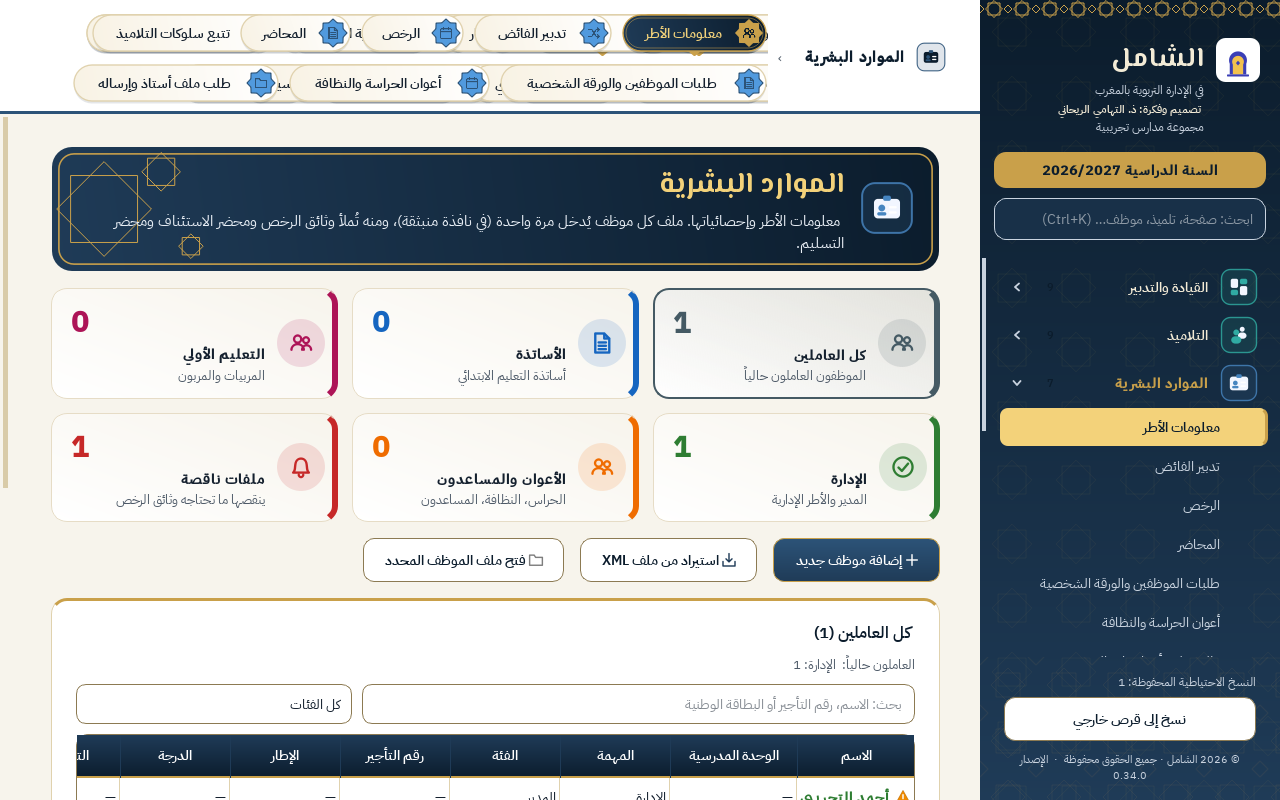 الشامل
في الإدارة التربوية بالمغرب
تصميم وفكرة: ذ. التهامي الريحاني
مجموعة مدارس تجريبية
السنة الدراسية 2026/2027
ابحث: صفحة، تلميذ، موظف... (Ctrl+K)
القيادة والتدبير
التلاميذ
الموارد البشرية 7
معلومات الأطر
تدبير الفائض
الرخص
المحاضر
طلبات الموظفين والورقة الشخصية
أعوان الحراسة والنظافة
النسخ الاحتياطية المحفوظة: 1
نسخ إلى قرص خارجي
© 2026 الشامل · جميع الحقوق محفوظة · الإصدار
0.34.0
الموارد البشرية ›
معلومات الأطر
تدبير الفائض
الرخص
المحاضر
تتبع سلوكات التلاميذ
طلبات الموظفين والورقة الشخصية
أعوان الحراسة والنظافة
طلب ملف أستاذ وإرساله
الموارد البشرية
معلومات الأطر وإحصائياتها. ملف كل موظف يُدخل مرة واحدة (في نافذة منبثقة)، ومنه تُملأ وثائق الرخص ومحضر الاستئناف ومحضر
التسليم.
1
كل العاملين
الموظفون العاملون حالياً
0
الأساتذة
أساتذة التعليم الابتدائي
0
التعليم الأولي
المربيات والمربون
1
الإدارة
المدير والأطر الإدارية
0
الأعوان والمساعدون
الحراس، النظافة، المساعدون
1
ملفات ناقصة
ينقصها ما تحتاجه وثائق الرخص
إضافة موظف جديد
استيراد من ملف XML
فتح ملف الموظف المحدد
كل العاملين (1)
العاملون حالياً: الإدارة: 1
بحث: الاسم، رقم التأجير أو البطاقة الوطنية
كل الفئات
الاسم الوحدة المدرسية المهمة الفئة رقم التأجير الإطار الدرجة
أحمد التجريبي — الإدارة المدير — — — —